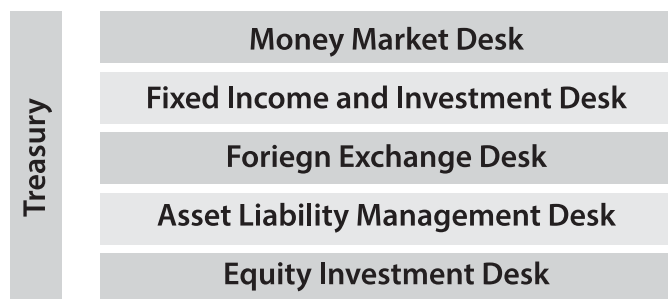 Treasury
Money Market Desk
Fixed Income and Investment Desk
Foriegn Exchange Desk
Asset Liability Management Desk
Equity Investment Desk